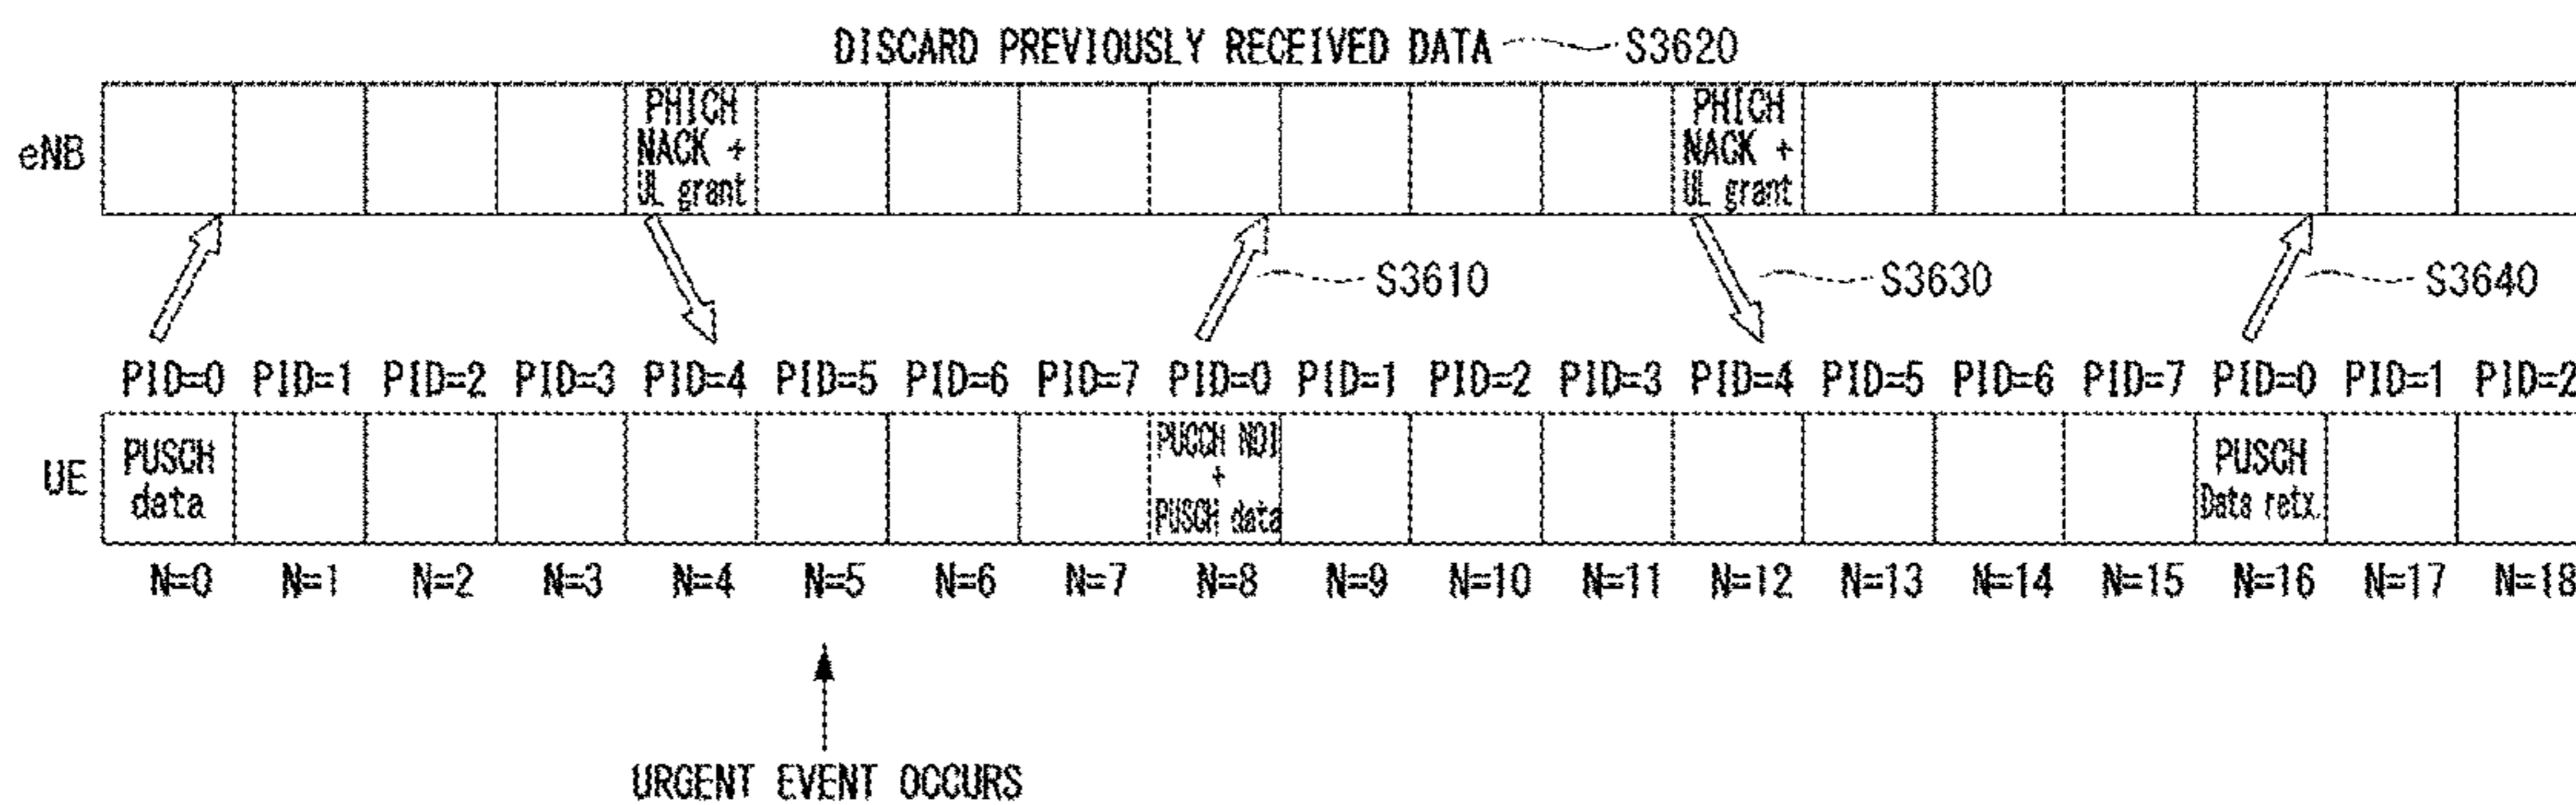 DISCARD PREVIOUSLY RECEIVED DATA S3620
eNB
PHICH
NACK +
UL grant
PHICH
NACK +
UL grant
S3610
S3630
S3640
PID=0 PID=1 PID=2 PID=3 PID=4 PID=5 PID=6 PID=7 PID=0 PID=1 PID=2 PID=3 PID=4 PID=5 PID=6 PID=7 PID=0 PID=1 PID=2
UE
PUSCH
data
PUCCH NDI
+
PUSCH data
PUSCH
Data retx.
N=0 N=1 N=2 N=3 N=4 N=5 N=6 N=7 N=8 N=9 N=10 N=11 N=12 N=13 N=14 N=15 N=16 N=17 N=18
URGENT EVENT OCCURS